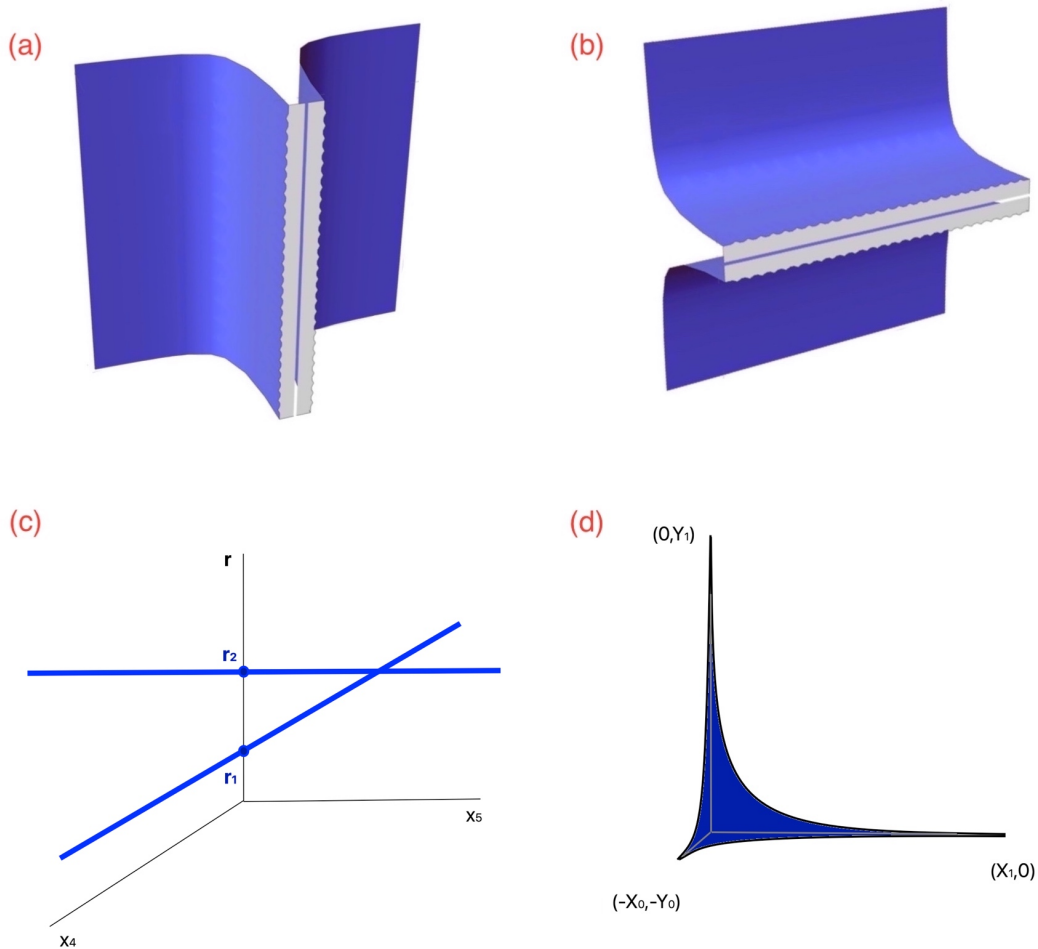 (a)
(b)
(c)
r
r₂
r₁
x₅
x₄
(d)
(0,Y₁)
(X₁,0)
(-X₀,-Y₀)